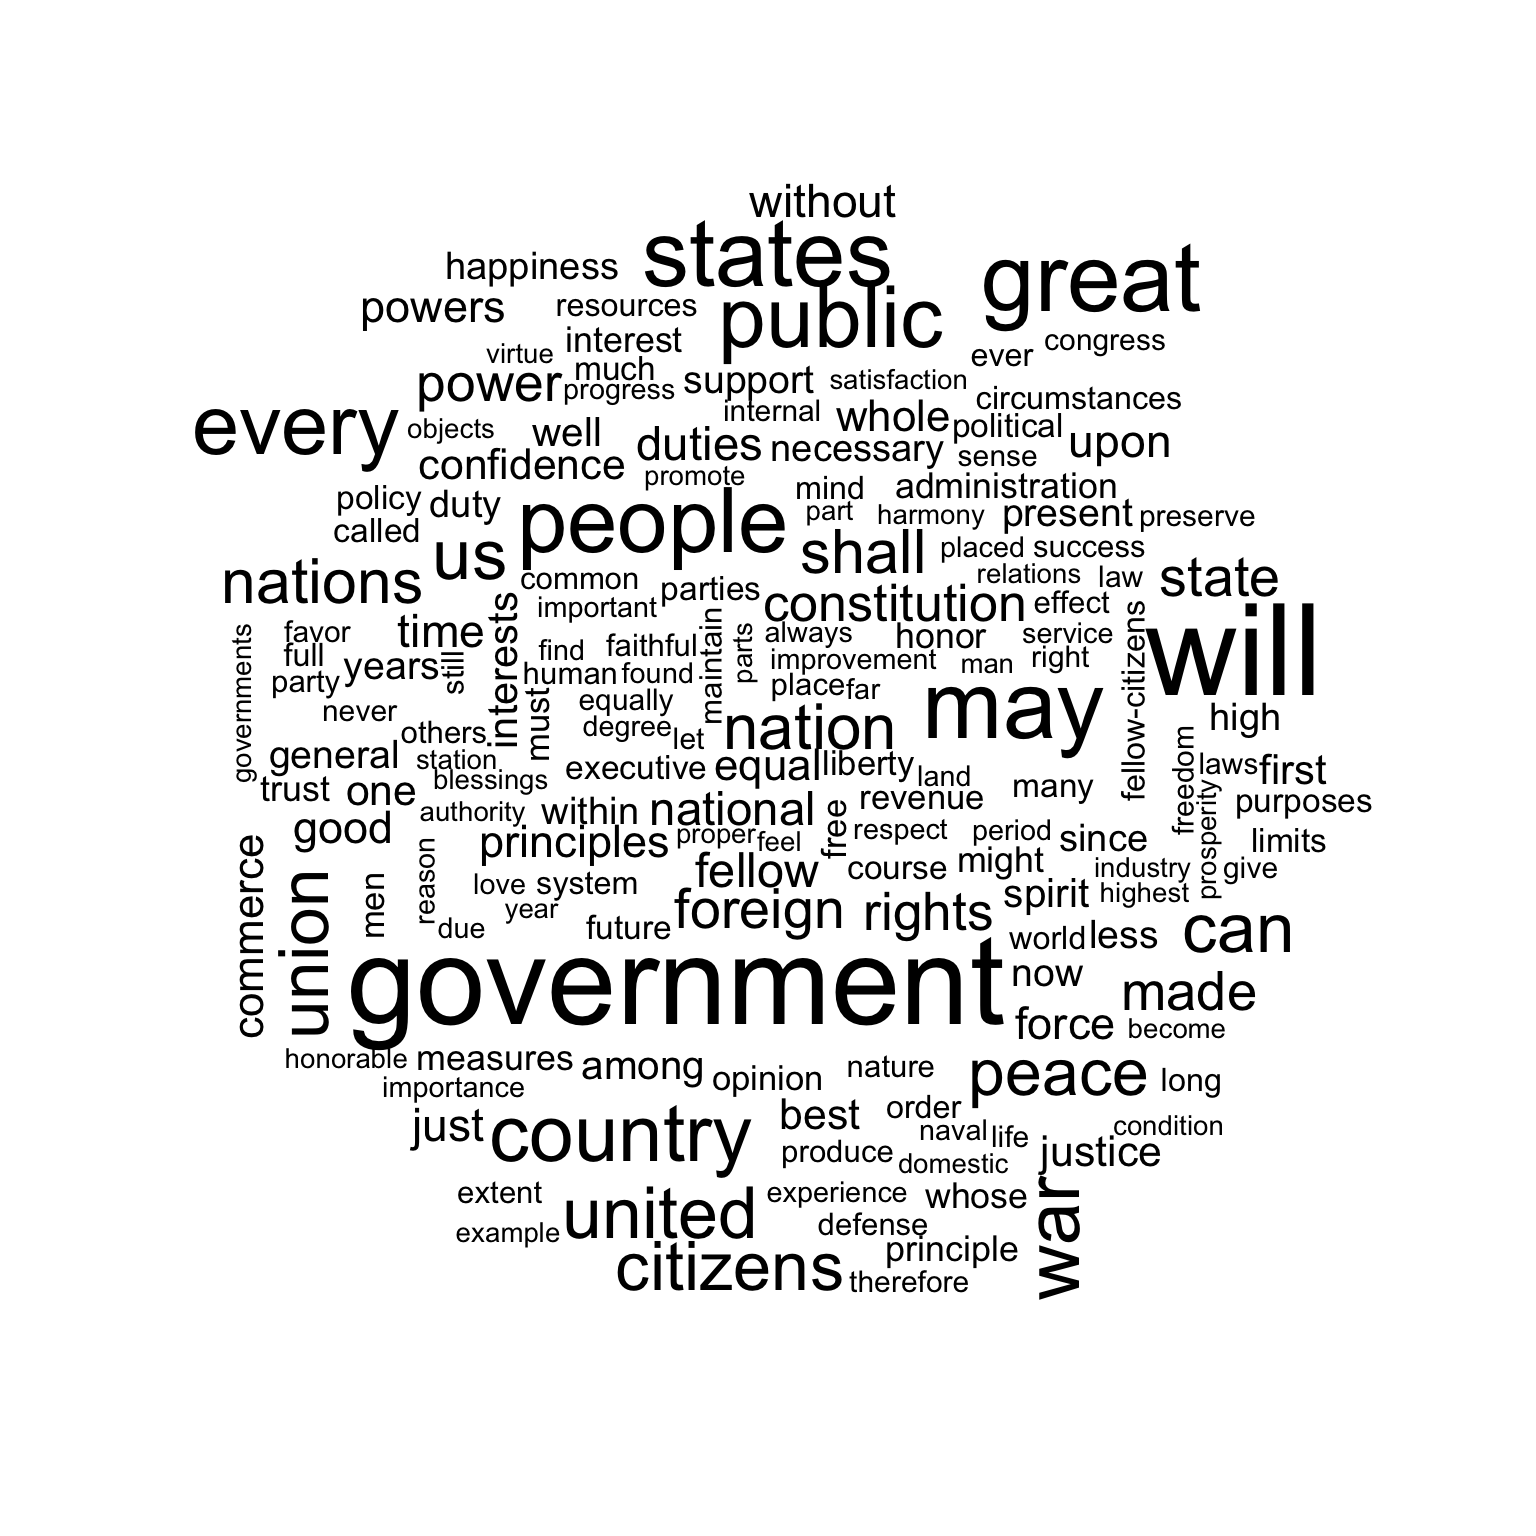 without
states
happiness
great
powers
resources
public
interest
congress
virtue
much
ever
power
progress
support
satisfaction
circumstances
every
internal
whole
political
objects
well
duties
necessary
upon
confidence
sense
promote
policy
duty
mind
administration
people
part
harmony
present
preserve
called
us
shall
placed
success
nations
common
relations
law
state
important
parties
constitution
effect
will
favor
time
interests
maintain
parts
always
honor
service
fellow-citizens
governments
full
years
still
find
faithful
improvement
man
right
party
human
found
place
far
may
never
must
equally
high
others
degree
let
nation
general
station
freedom
laws
first
blessings
executive
equal
liberty
land
many
trust
one
authority
within
national
revenue
prosperity
purposes
good
principles
proper
feel
free
respect
period
since
limits
commerce
reason
fellow
course
might
industry
give
union
men
love
system
spirit
highest
year
due
future
foreign
rights
world
less
can
government
now
made
force
become
honorable
measures
among
opinion
nature
peace
long
importance
just
country
best
order
naval
life
condition
produce
domestic
justice
extent
united
experience
whose
war
example
defense
citizens
principle
therefore